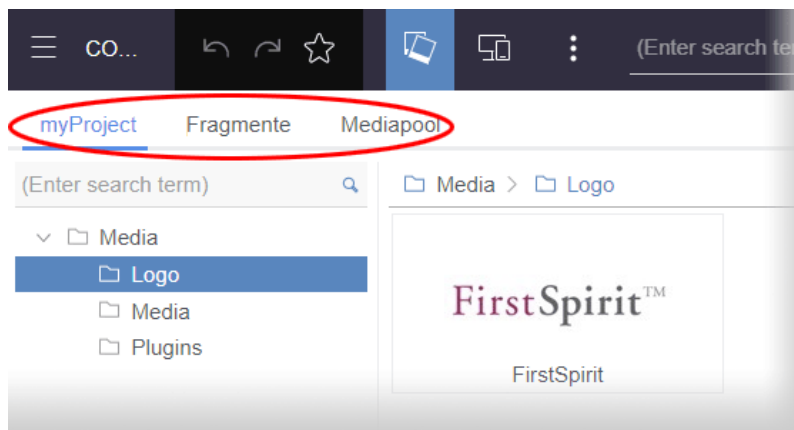 CO...
(Enter search te
myProject Fragmente Mediapool
(Enter search term)
Media > Logo
Media
Logo
Media
Plugins
FirstSpirit™
FirstSpirit